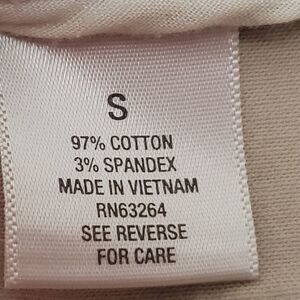 S
97% COTTON
3% SPANDEX
MADE IN VIETNAM
RN63264
SEE REVERSE
FOR CARE